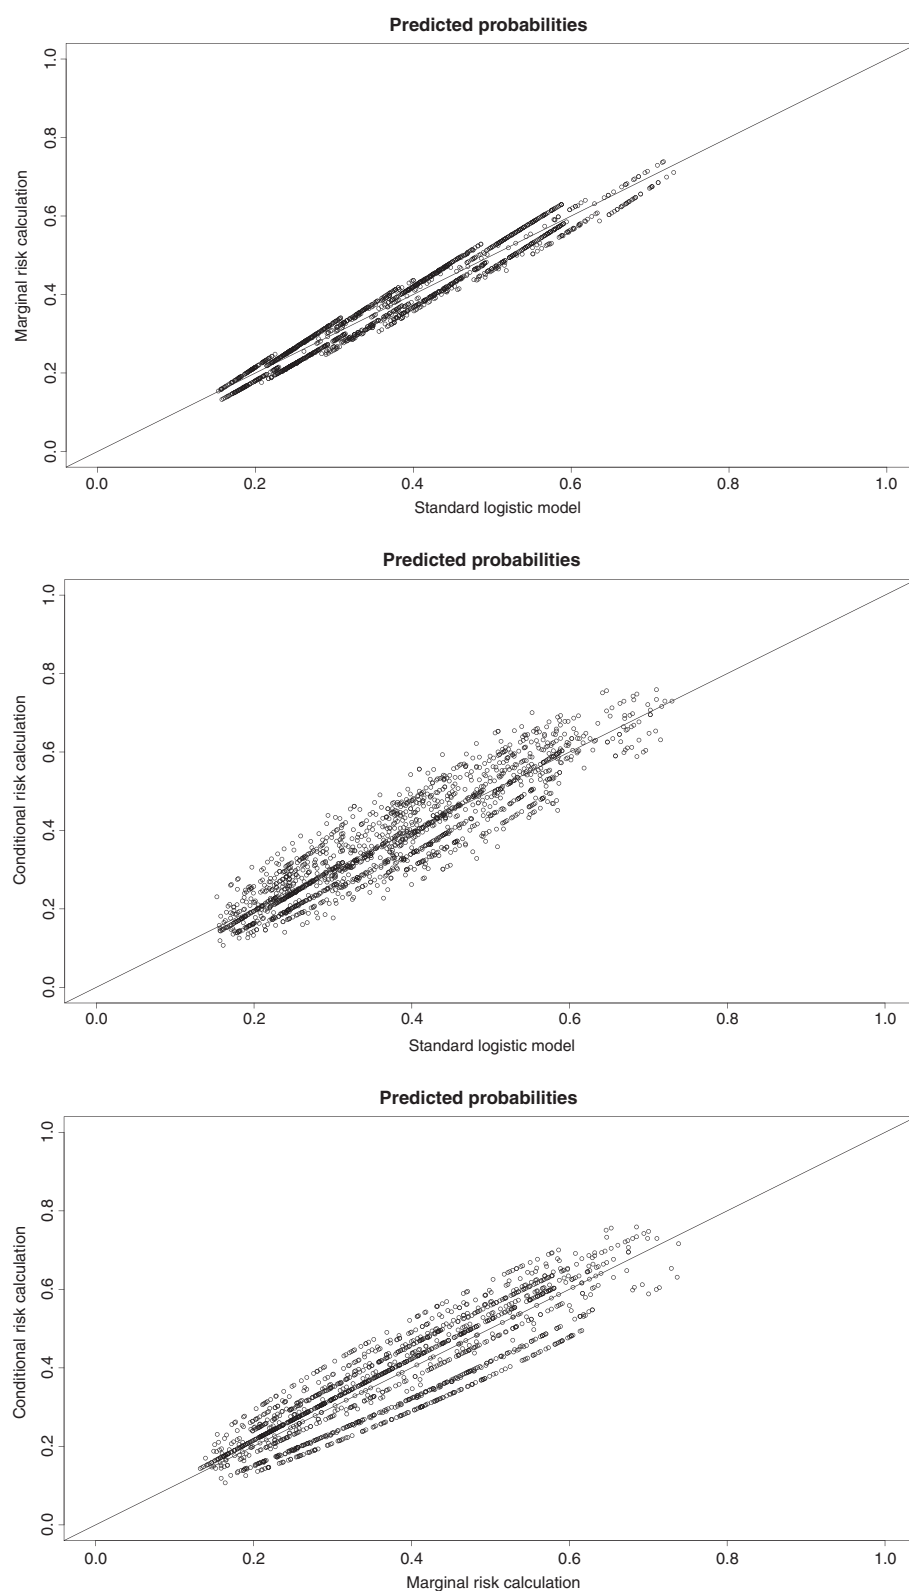 Predicted probabilities
Marginal risk calculation
1.0
0.8
0.6
0.4
0.2
0.0
0.0 0.2 0.4 0.6 0.8 1.0
Standard logistic model
Predicted probabilities
Conditional risk calculation
1.0
0.8
0.6
0.4
0.2
0.0
0.0 0.2 0.4 0.6 0.8 1.0
Standard logistic model
Predicted probabilities
Conditional risk calculation
1.0
0.8
0.6
0.4
0.2
0.0
0.0 0.2 0.4 0.6 0.8 1.0
Marginal risk calculation